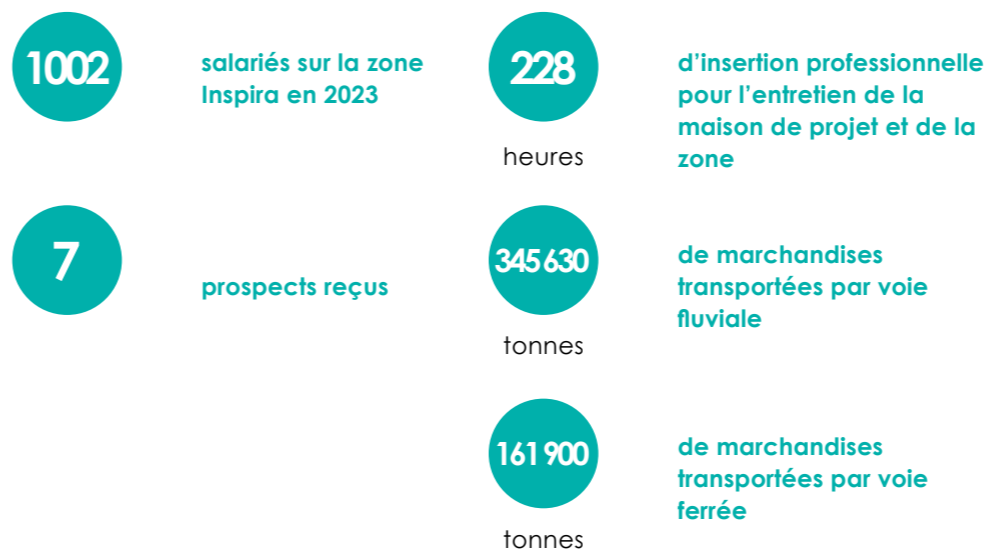 1002
salariés sur la zone
Inspira en 2023
228
heures
d’insertion professionnelle
pour l’entretien de la
maison de projet et de la
zone
7
prospects reçus
345 630
tonnes
de marchandises
transportées par voie
fluviale
161 900
tonnes
de marchandises
transportées par voie
ferrée